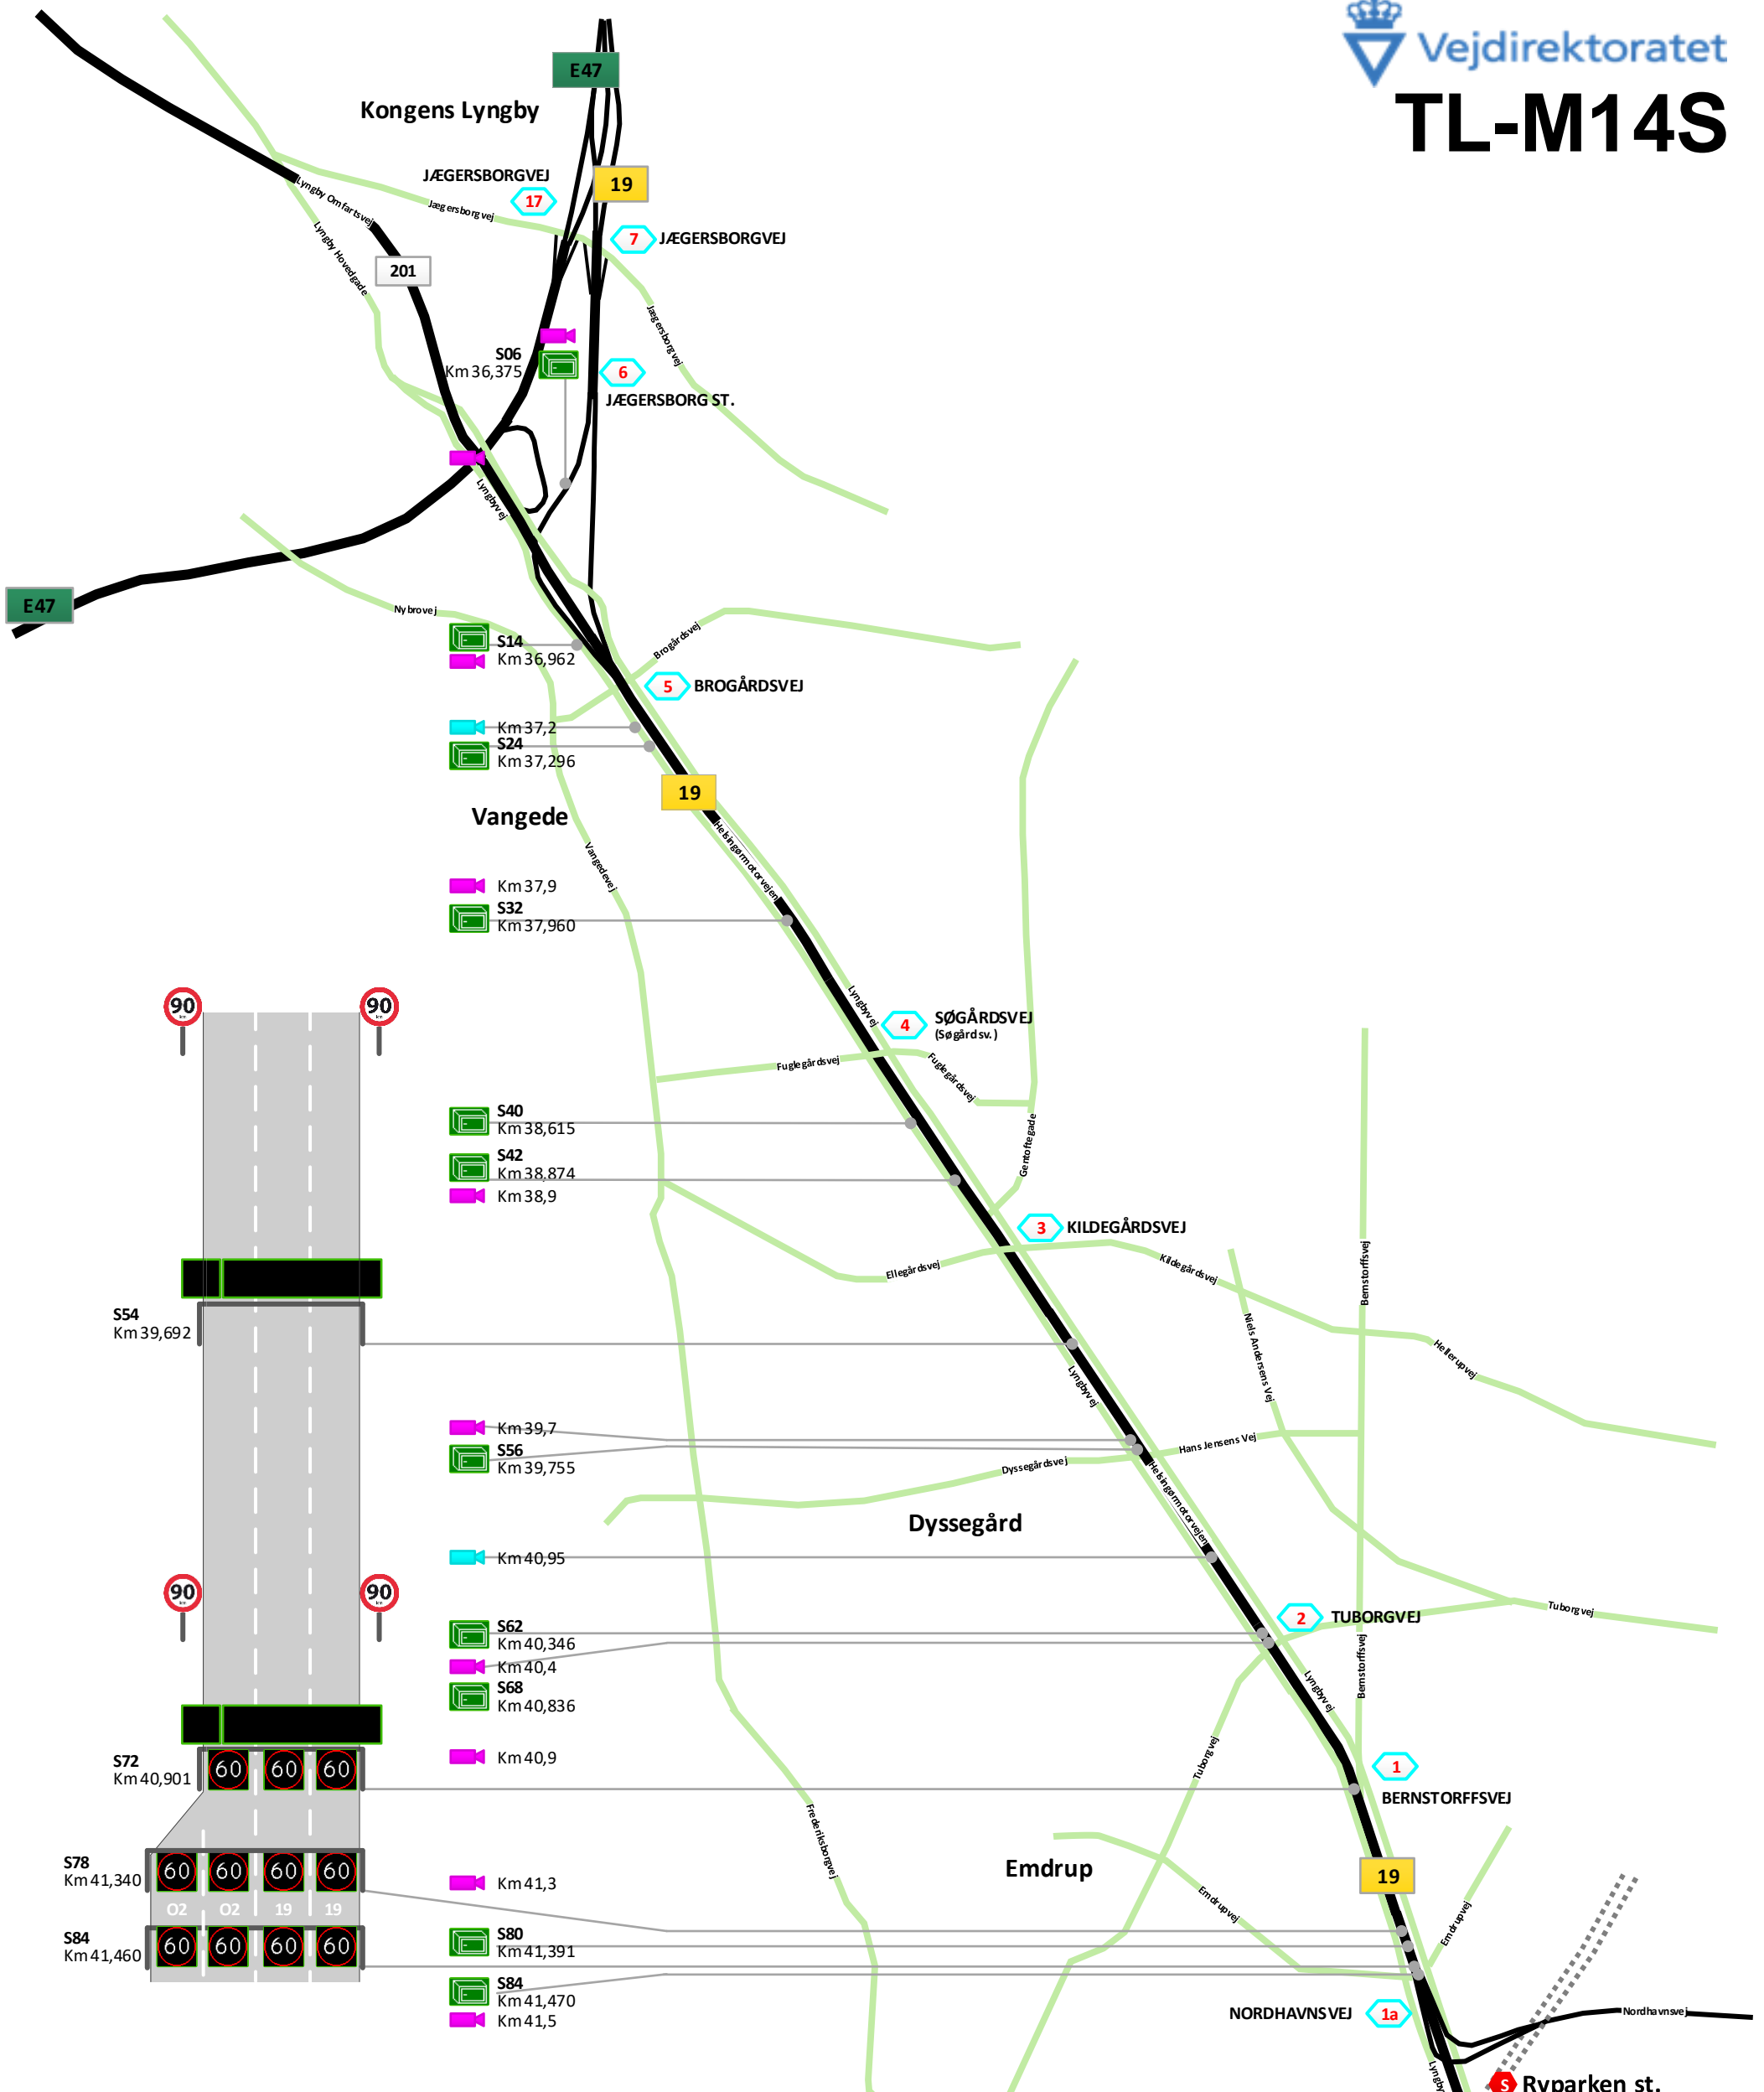 Vejdirektoratet
TL-M14S
E47
Kongens Lyngby
JÆGERSBORGVEJ
17
19
7 JÆGERSBORGVEJ
Lyngby Omfartsvej
Jægersborgvej
Lyngby Hovedgade
201
Jægersborgvej
S06
Km 36,375
6
JÆGERSBORG ST.
Lyngbyvej
E47
Nybrovej
S14
Km 36,962
Brogårdsvej
5 BROGÅRDSVEJ
Km 37,2
S24
Km 37,296
19
Vangede
Helsingørmotorvejen
Vangedevej
Km 37,9
S32
Km 37,960
90
90
Lyngbyvej
4 SØGÅRDSVEJ
(Søgårdsv.)
Fuglegårdsvej
Fuglegårdsvej
S40
Km 38,615
Gentoftegade
S42
Km 38,874
Km 38,9
3 KILDEGÅRDSVEJ
Ellegårdsvej
Kildegårdsvej
Bernstorffsvej
S54
Km 39,692
Niels Andersens Vej
Hellerupvej
Lyngbyvej
Km 39,7
S56
Km 39,755
Hans Jensens Vej
Dyssegårdsvej
Helsingørmotorvejen
Dyssegård
Km 40,95
90
90
S62
Km 40,346
2 TUBORGVEJ
Tuborgvej
Km 40,4
S68
Km 40,836
Bernstorffsvej
Lyngbyvej
Tuborgvej
Km 40,9
S72
Km 40,901
60 60 60
1
BERNSTORFFSVEJ
Frederiksborgvej
S78
Km 41,340
60 60 60 60
Emdrup
19
Km 41,3
O2 O2 19 19
Emdrupvej
Emdrupvej
S84
Km 41,460
60 60 60 60
S80
Km 41,391
S84
Km 41,470
Km 41,5
NORDHAVNSVEJ 1a
Nordhavnsvej
Lyngby
S Ryparken st.